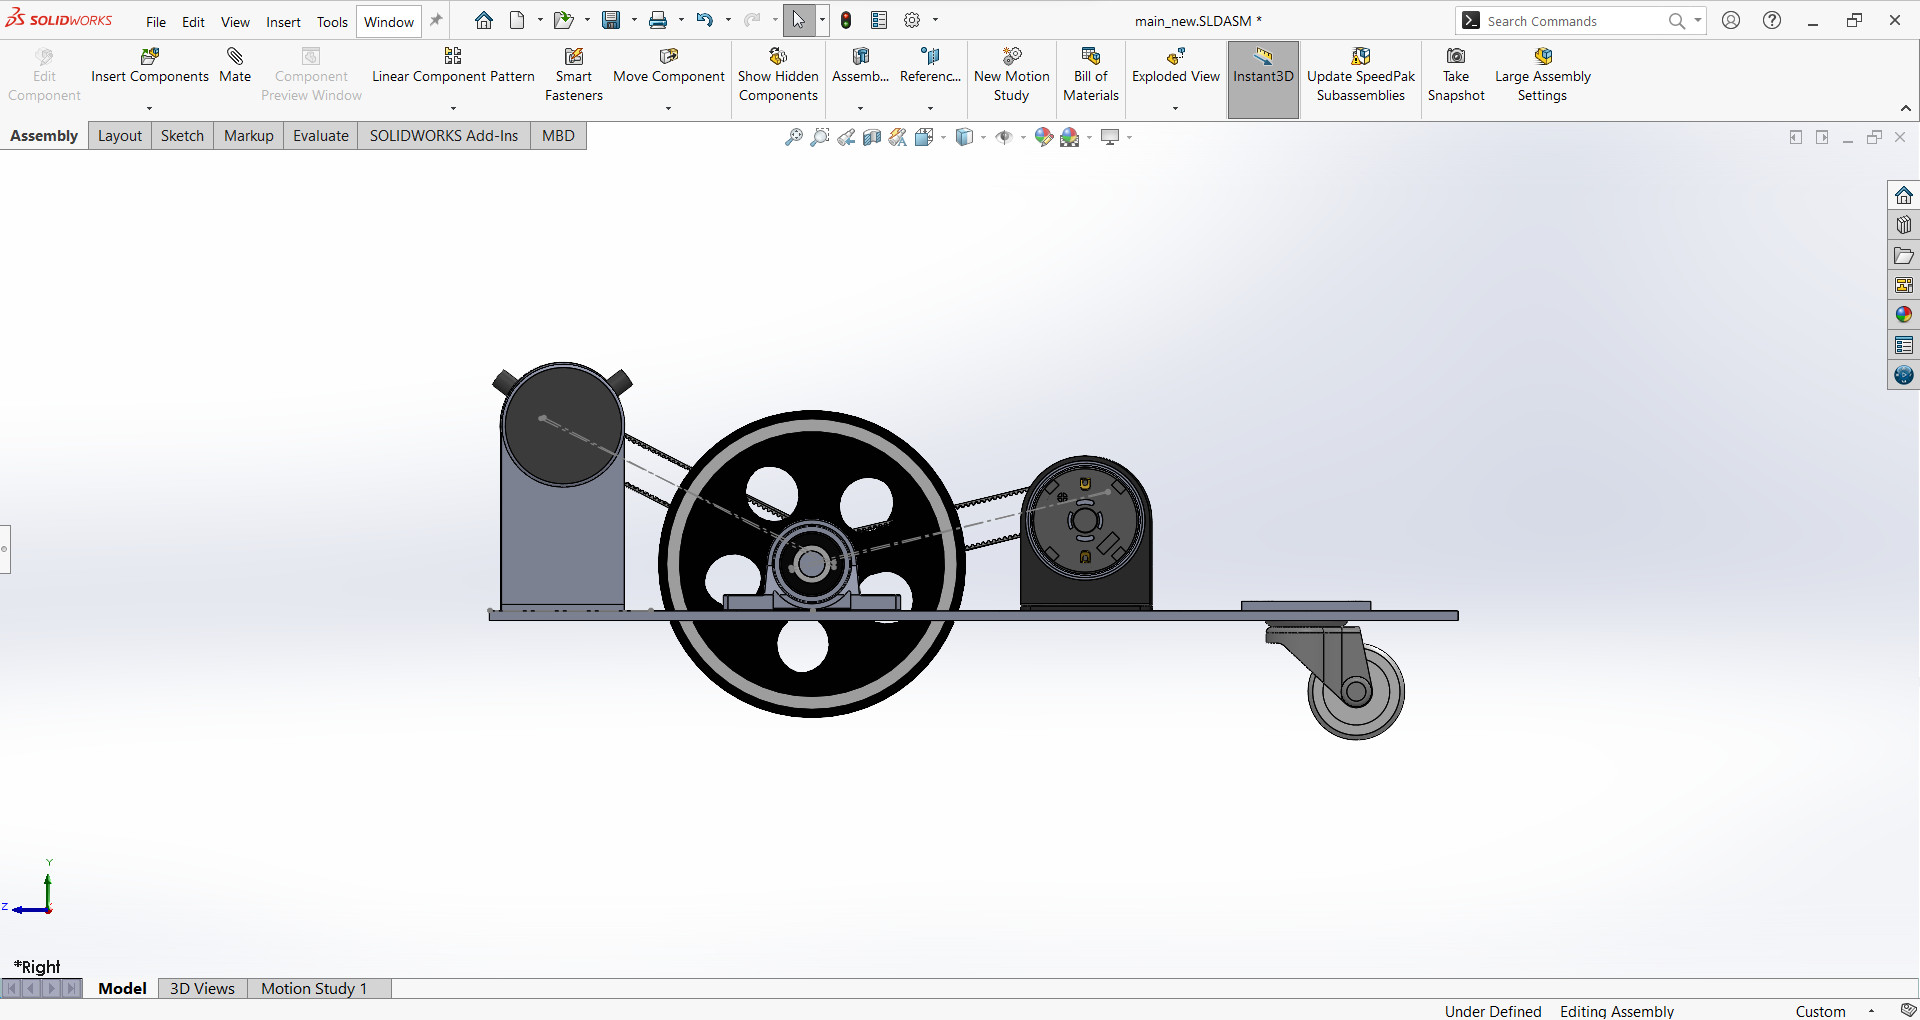 SOLIDWORKS File Edit View Insert Tools Window main_new.SLDASM * Search Commands
Edit Component
Insert Components
Mate
Component Preview Window
Linear Component Pattern
Smart Fasteners
Move Component
Show Hidden Components
Assemb...
Referenc...
New Motion Study
Bill of Materials
Exploded View
Instant3D
Update SpeedPak Subassemblies
Take Snapshot
Large Assembly Settings
Assembly Layout Sketch Markup Evaluate SOLIDWORKS Add-Ins MBD
Y
Z
*Right
Model 3D Views Motion Study 1
Under Defined Editing Assembly Custom